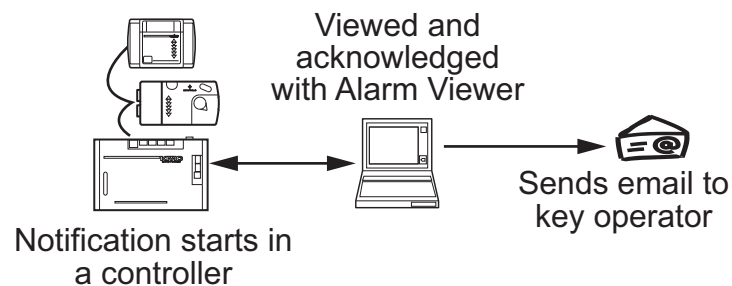 Viewed and
acknowledged
with Alarm Viewer
Sends email to
key operator
Notification starts in
a controller